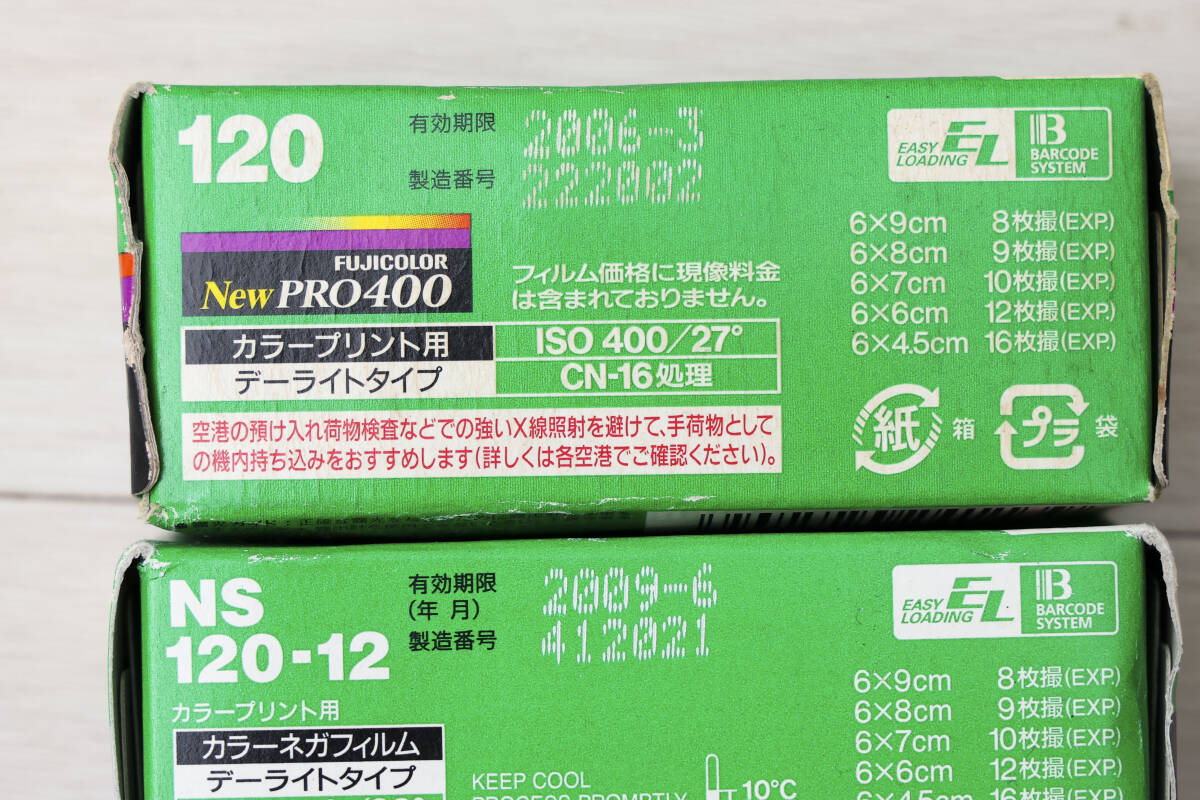 120
有効期限 2006-3
製造番号 222002
EASY LOADING EL B BARCODE SYSTEM
FUJICOLOR
New PRO400
フィルム価格に現像料金
は含まれておりません。
カラープリント用
デーライトタイプ
ISO 400/27°
CN-16処理
空港の預け入れ荷物検査などでの強いX線照射を避けて、手荷物として
の機内持ち込みをおすすめします(詳しくは各空港でご確認ください)。
6×9cm 8枚撮(EXP.)
6×8cm 9枚撮(EXP.)
6×7cm 10枚撮(EXP.)
6×6cm 12枚撮(EXP.)
6×4.5cm 16枚撮(EXP.)
紙 箱 プラ 袋
NS
120-12
有効期限
(年 月)
2009-6
製造番号 412021
EASY LOADING EL B BARCODE SYSTEM
カラープリント用
カラーネガフィルム
デーライトタイプ
KEEP COOL
PROCESS PROMPTLY
10°C
6×9cm 8枚撮(EXP.)
6×8cm 9枚撮(EXP.)
6×7cm 10枚撮(EXP.)
6×6cm 12枚撮(EXP.)
6×4.5cm 16枚撮(EXP.)